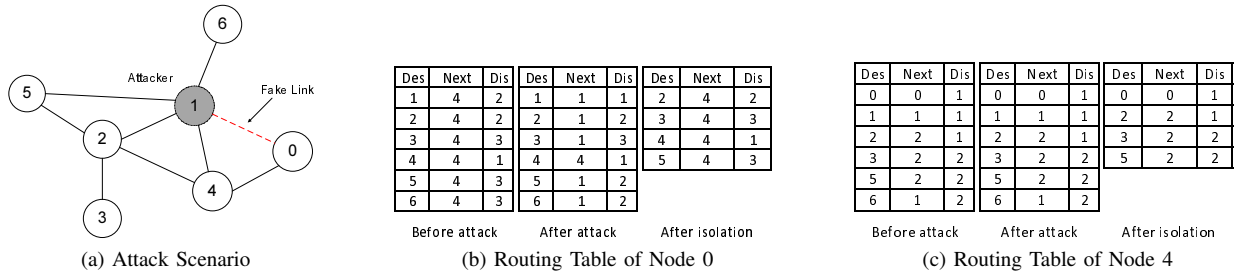 6
Attacker
Fake Link
5
1
2
0
4
3
(a) Attack Scenario
Des Next Dis
1 4 2
2 4 2
3 4 3
4 4 1
5 4 3
6 4 3
Before attack
Des Next Dis
1 1 1
2 1 2
3 1 3
4 4 1
5 1 2
6 1 2
After attack
Des Next Dis
2 4 2
3 4 3
4 4 1
5 4 3
After isolation
(b) Routing Table of Node 0
Des Next Dis
0 0 1
1 1 1
2 2 1
3 2 2
5 2 2
6 1 2
Before attack
Des Next Dis
0 0 1
1 1 1
2 2 1
3 2 2
5 2 2
6 1 2
After attack
Des Next Dis
0 0 1
2 2 1
3 2 2
5 2 2
After isolation
(c) Routing Table of Node 4